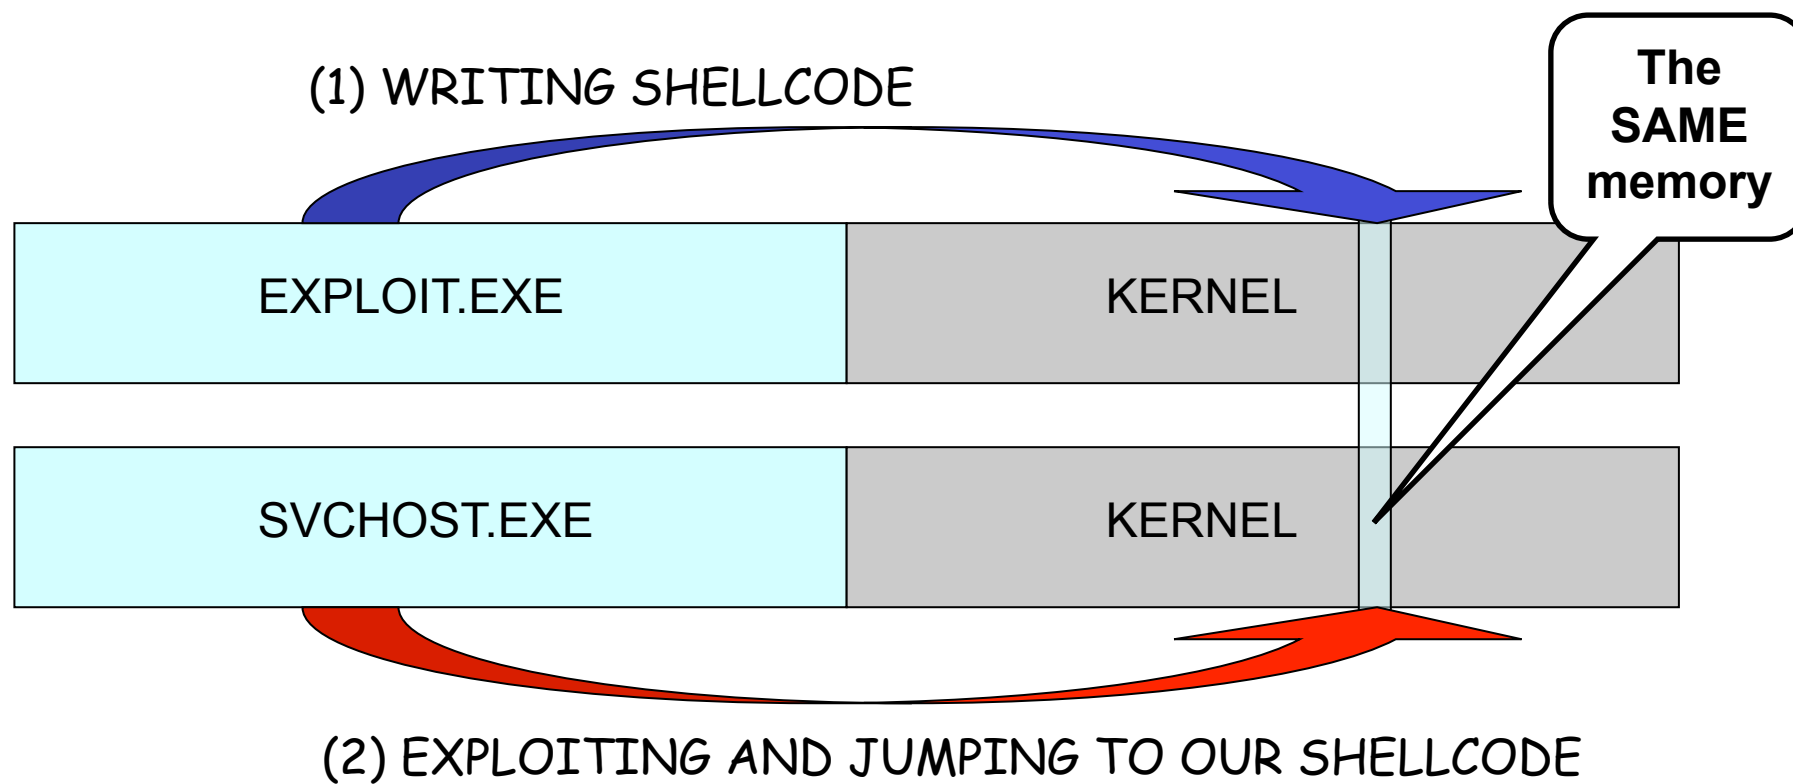 (1) WRITING SHELLCODE
The
SAME
memory
EXPLOIT.EXE
KERNEL
SVCHOST.EXE
KERNEL
(2) EXPLOITING AND JUMPING TO OUR SHELLCODE